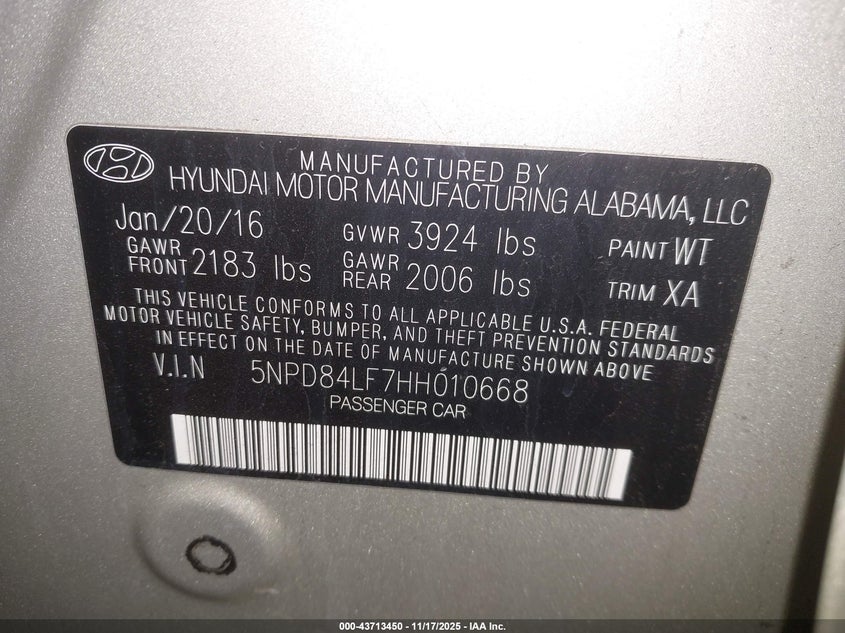 MANUFACTURED BY
HYUNDAI MOTOR MANUFACTURING ALABAMA, LLC
Jan/20/16 GVWR 3924 lbs PAINT WT
GAWR FRONT 2183 lbs GAWR REAR 2006 lbs TRIM XA
THIS VEHICLE CONFORMS TO ALL APPLICABLE U.S.A. FEDERAL
MOTOR VEHICLE SAFETY, BUMPER, AND THEFT PREVENTION STANDARDS
IN EFFECT ON THE DATE OF MANUFACTURE SHOWN ABOVE
V.I.N 5NPD84LF7HH010668
PASSENGER CAR
000-43713450 - 11/17/2025 - IAA Inc.